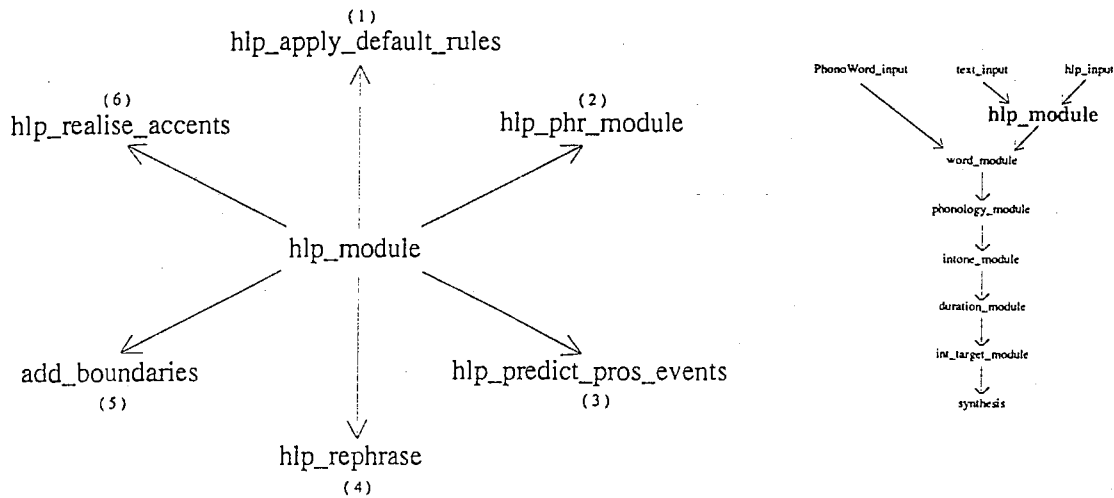 (1)
hlp_apply_default_rules
(6)
hlp_realise_accents
(2)
hlp_phr_module
hlp_module
add_boundaries
(5)
hlp_predict_pros_events
(3)
hlp_rephrase
(4)
PhonoWord_input
text_input
hlp_input
hlp_module
word_module
phonology_module
intone_module
duration_module
int_target_module
synthesis